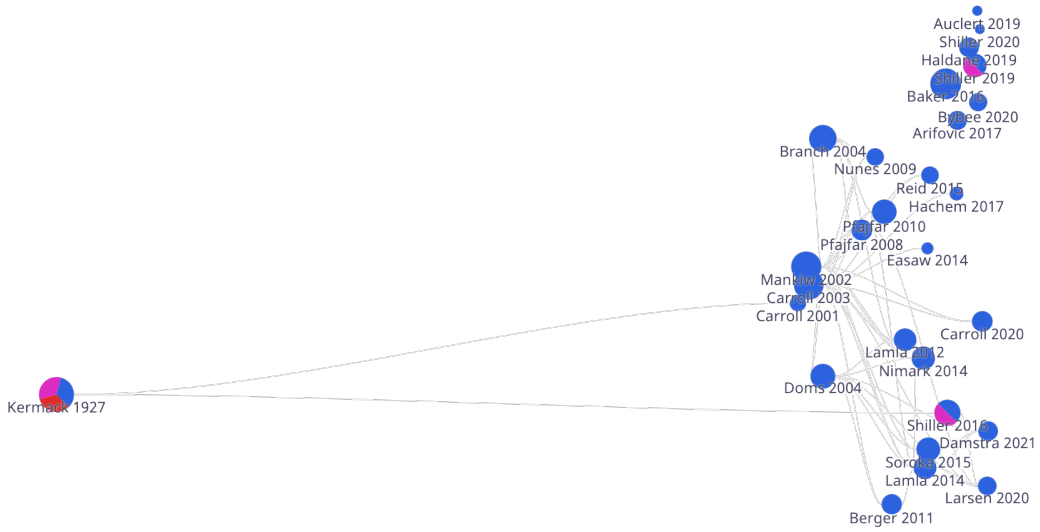 Auclert 2019
Shiller 2020
Haldane 2019
Shiller 2019
Baker 2016
Bybee 2020
Arifovic 2017
Branch 2004
Nunes 2009
Reid 2015
Hachem 2017
Pfajfar 2010
Pfajfar 2008
Easaw 2014
Mankiw 2002
Carroll 2003
Carroll 2001
Carroll 2020
Lamla 2012
Nimark 2014
Doms 2004
Kermack 1927
Shiller 2016
Damstra 2021
Soroka 2015
Lamla 2014
Larsen 2020
Berger 2011